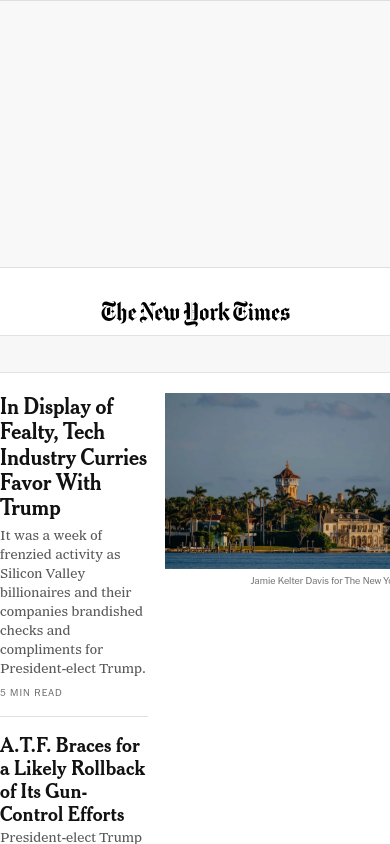 The New York Times
In Display of
Fealty, Tech
Industry Curries
Favor With
Trump
It was a week of
frenzied activity as
Silicon Valley
billionaires and their
companies brandished
checks and
compliments for
President-elect Trump.
5 MIN READ
Jamie Kelter Davis for The New Yo
A.T.F. Braces for
a Likely Rollback
of Its Gun-
Control Efforts
President-elect Trump